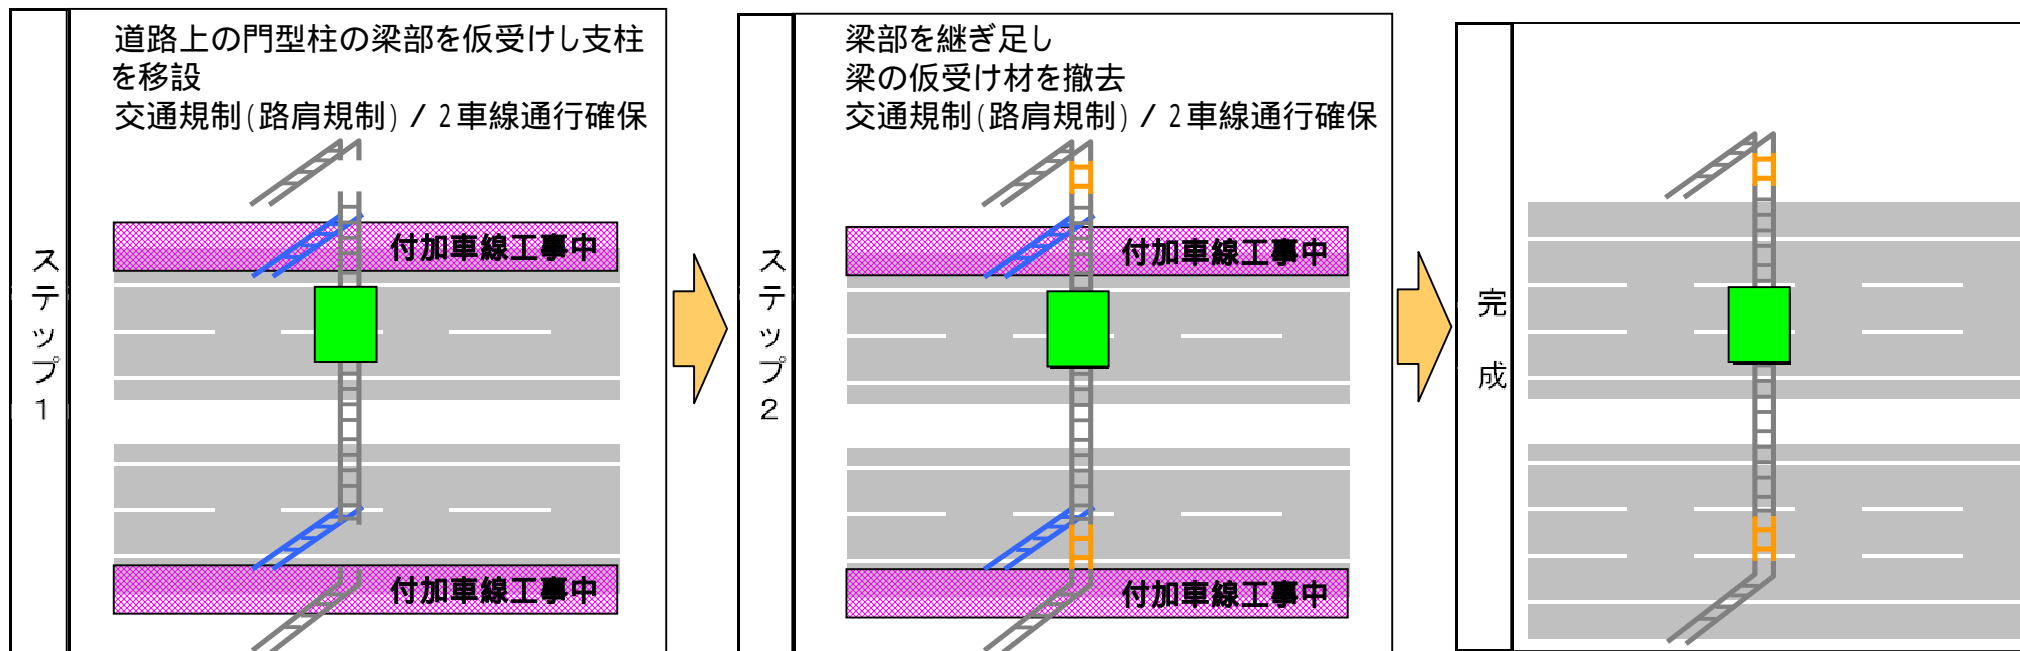 ステップ1
道路上の門型柱の梁部を仮受けし支柱
を移設
交通規制(路肩規制) / 2車線通行確保
付加車線工事中
付加車線工事中
ステップ2
梁部を継ぎ足し
梁の仮受け材を撤去
交通規制(路肩規制) / 2車線通行確保
付加車線工事中
付加車線工事中
完成